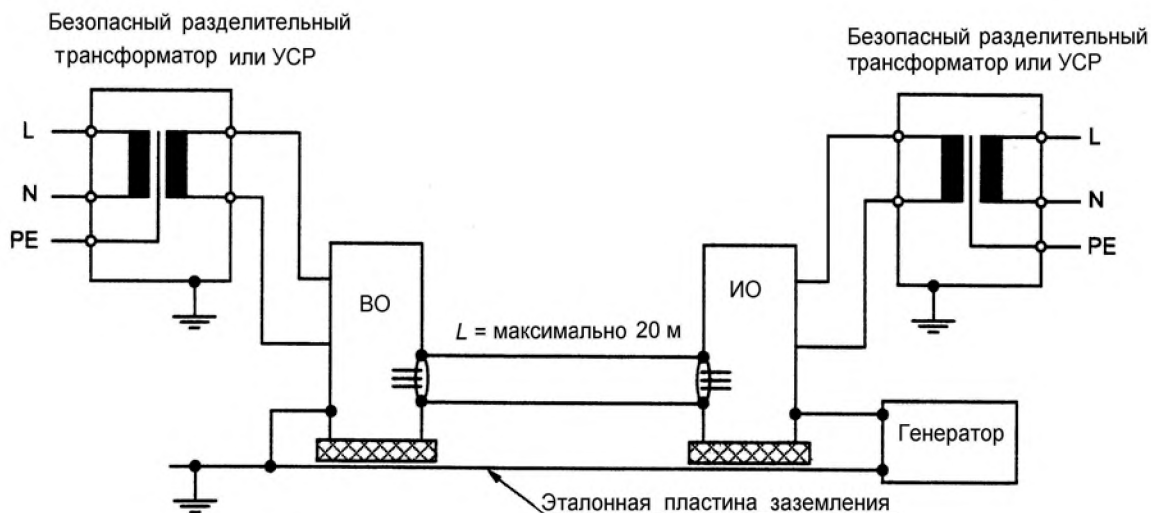 Безопасный разделительный
трансформатор или УСР
Безопасный разделительный
трансформатор или УСР
L
N
PE
L
N
PE
ВО
ИО
L = максимально 20 м
Генератор
Эталонная пластина заземления